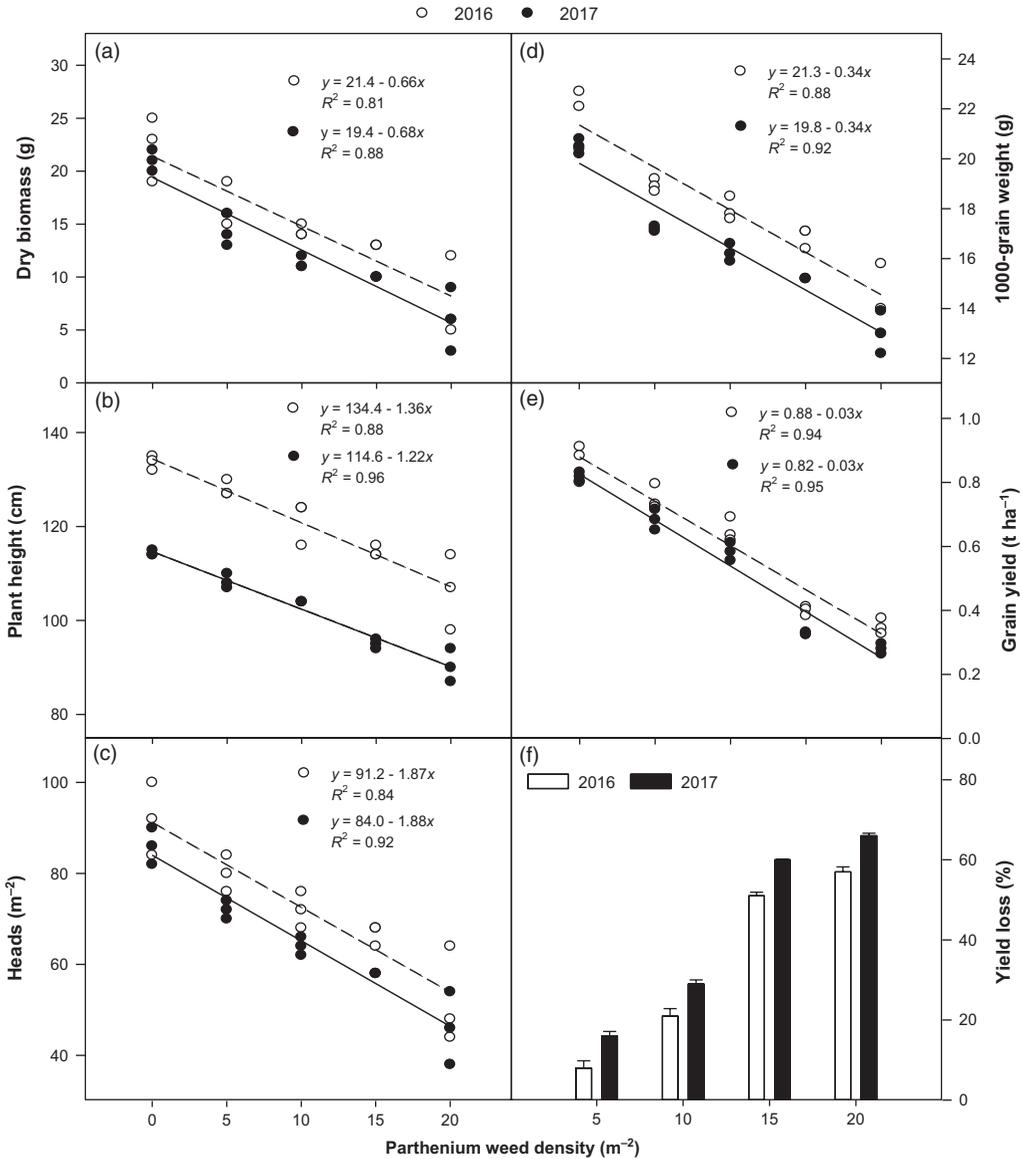 2016 2017
(a)
y = 21.4 - 0.66x
R² = 0.81
y = 19.4 - 0.68x
R² = 0.88
Dry biomass (g)
30
25
20
15
10
5
0
(d)
y = 21.3 - 0.34x
R² = 0.88
y = 19.8 - 0.34x
R² = 0.92
1000-grain weight (g)
24
22
20
18
16
14
12
(b)
y = 134.4 - 1.36x
R² = 0.88
y = 114.6 - 1.22x
R² = 0.96
Plant height (cm)
140
120
100
80
(e)
y = 0.88 - 0.03x
R² = 0.94
y = 0.82 - 0.03x
R² = 0.95
Grain yield (t ha⁻¹)
1.0
0.8
0.6
0.4
0.2
0.0
(c)
y = 91.2 - 1.87x
R² = 0.84
y = 84.0 - 1.88x
R² = 0.92
Heads (m⁻²)
100
80
60
40
0 5 10 15 20
(f)
2016 2017
Yield loss (%)
80
60
40
20
0
5 10 15 20
Parthenium weed density (m⁻²)